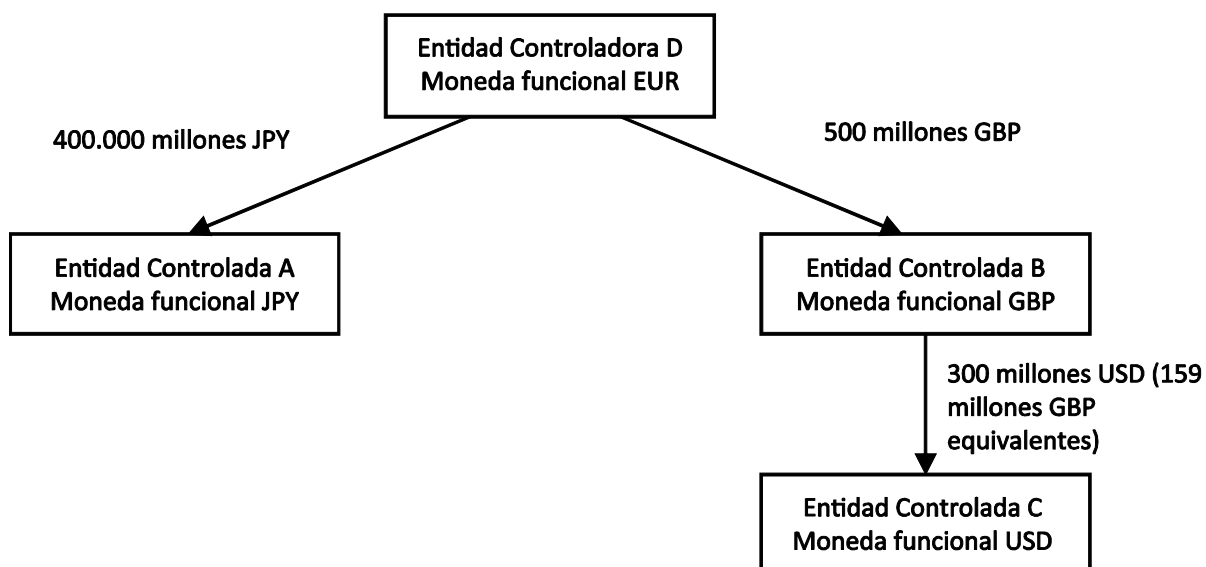 Entidad Controladora D
Moneda funcional EUR
400.000 millones JPY
500 millones GBP
Entidad Controlada A
Moneda funcional JPY
Entidad Controlada B
Moneda funcional GBP
300 millones USD (159
millones GBP
equivalentes)
Entidad Controlada C
Moneda funcional USD